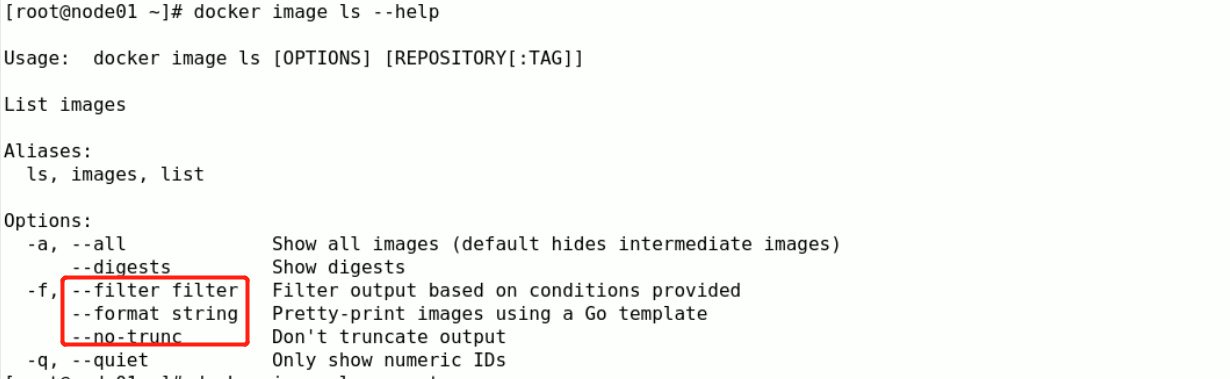 [root@node01 ~]# docker image ls --help
Usage:  docker image ls [OPTIONS] [REPOSITORY[:TAG]]
List images
Aliases:
  ls, images, list
Options:
  -a, --all             Show all images (default hides intermediate images)
      --digests         Show digests
  -f, --filter filter   Filter output based on conditions provided
      --format string   Pretty-print images using a Go template
      --no-trunc        Don't truncate output
  -q, --quiet           Only show numeric IDs